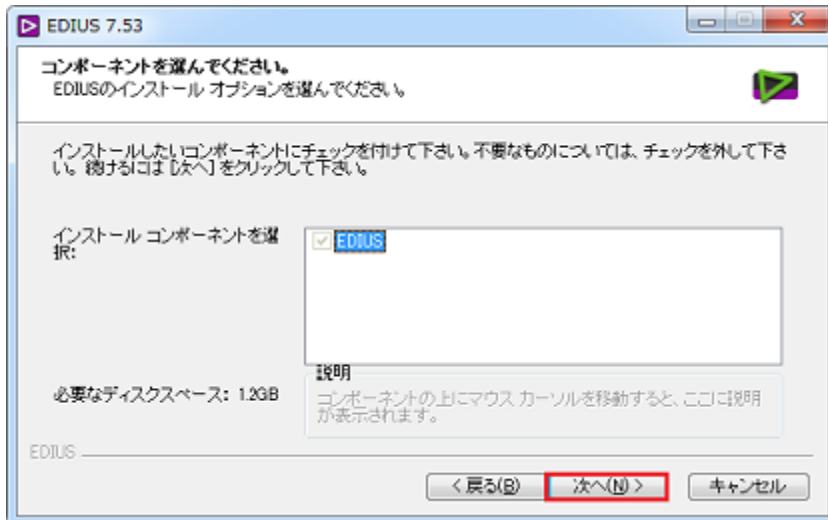 EDIUS 7.53
コンポーネントを選んでください。
EDIUSのインストール オプションを選んでください。
インストールしたいコンポーネントにチェックを付けて下さい。不要なものについては、チェックを外して下さ
い。 続けるには [次へ] をクリックして下さい。
インストール コンポーネントを選
択:
EDIUS
必要なディスクスペース: 1.2GB
説明
コンポーネントの上にマウス カーソルを移動すると、ここに説明
が表示されます。
EDIUS
< 戻る(B)
次へ(N) >
キャンセル